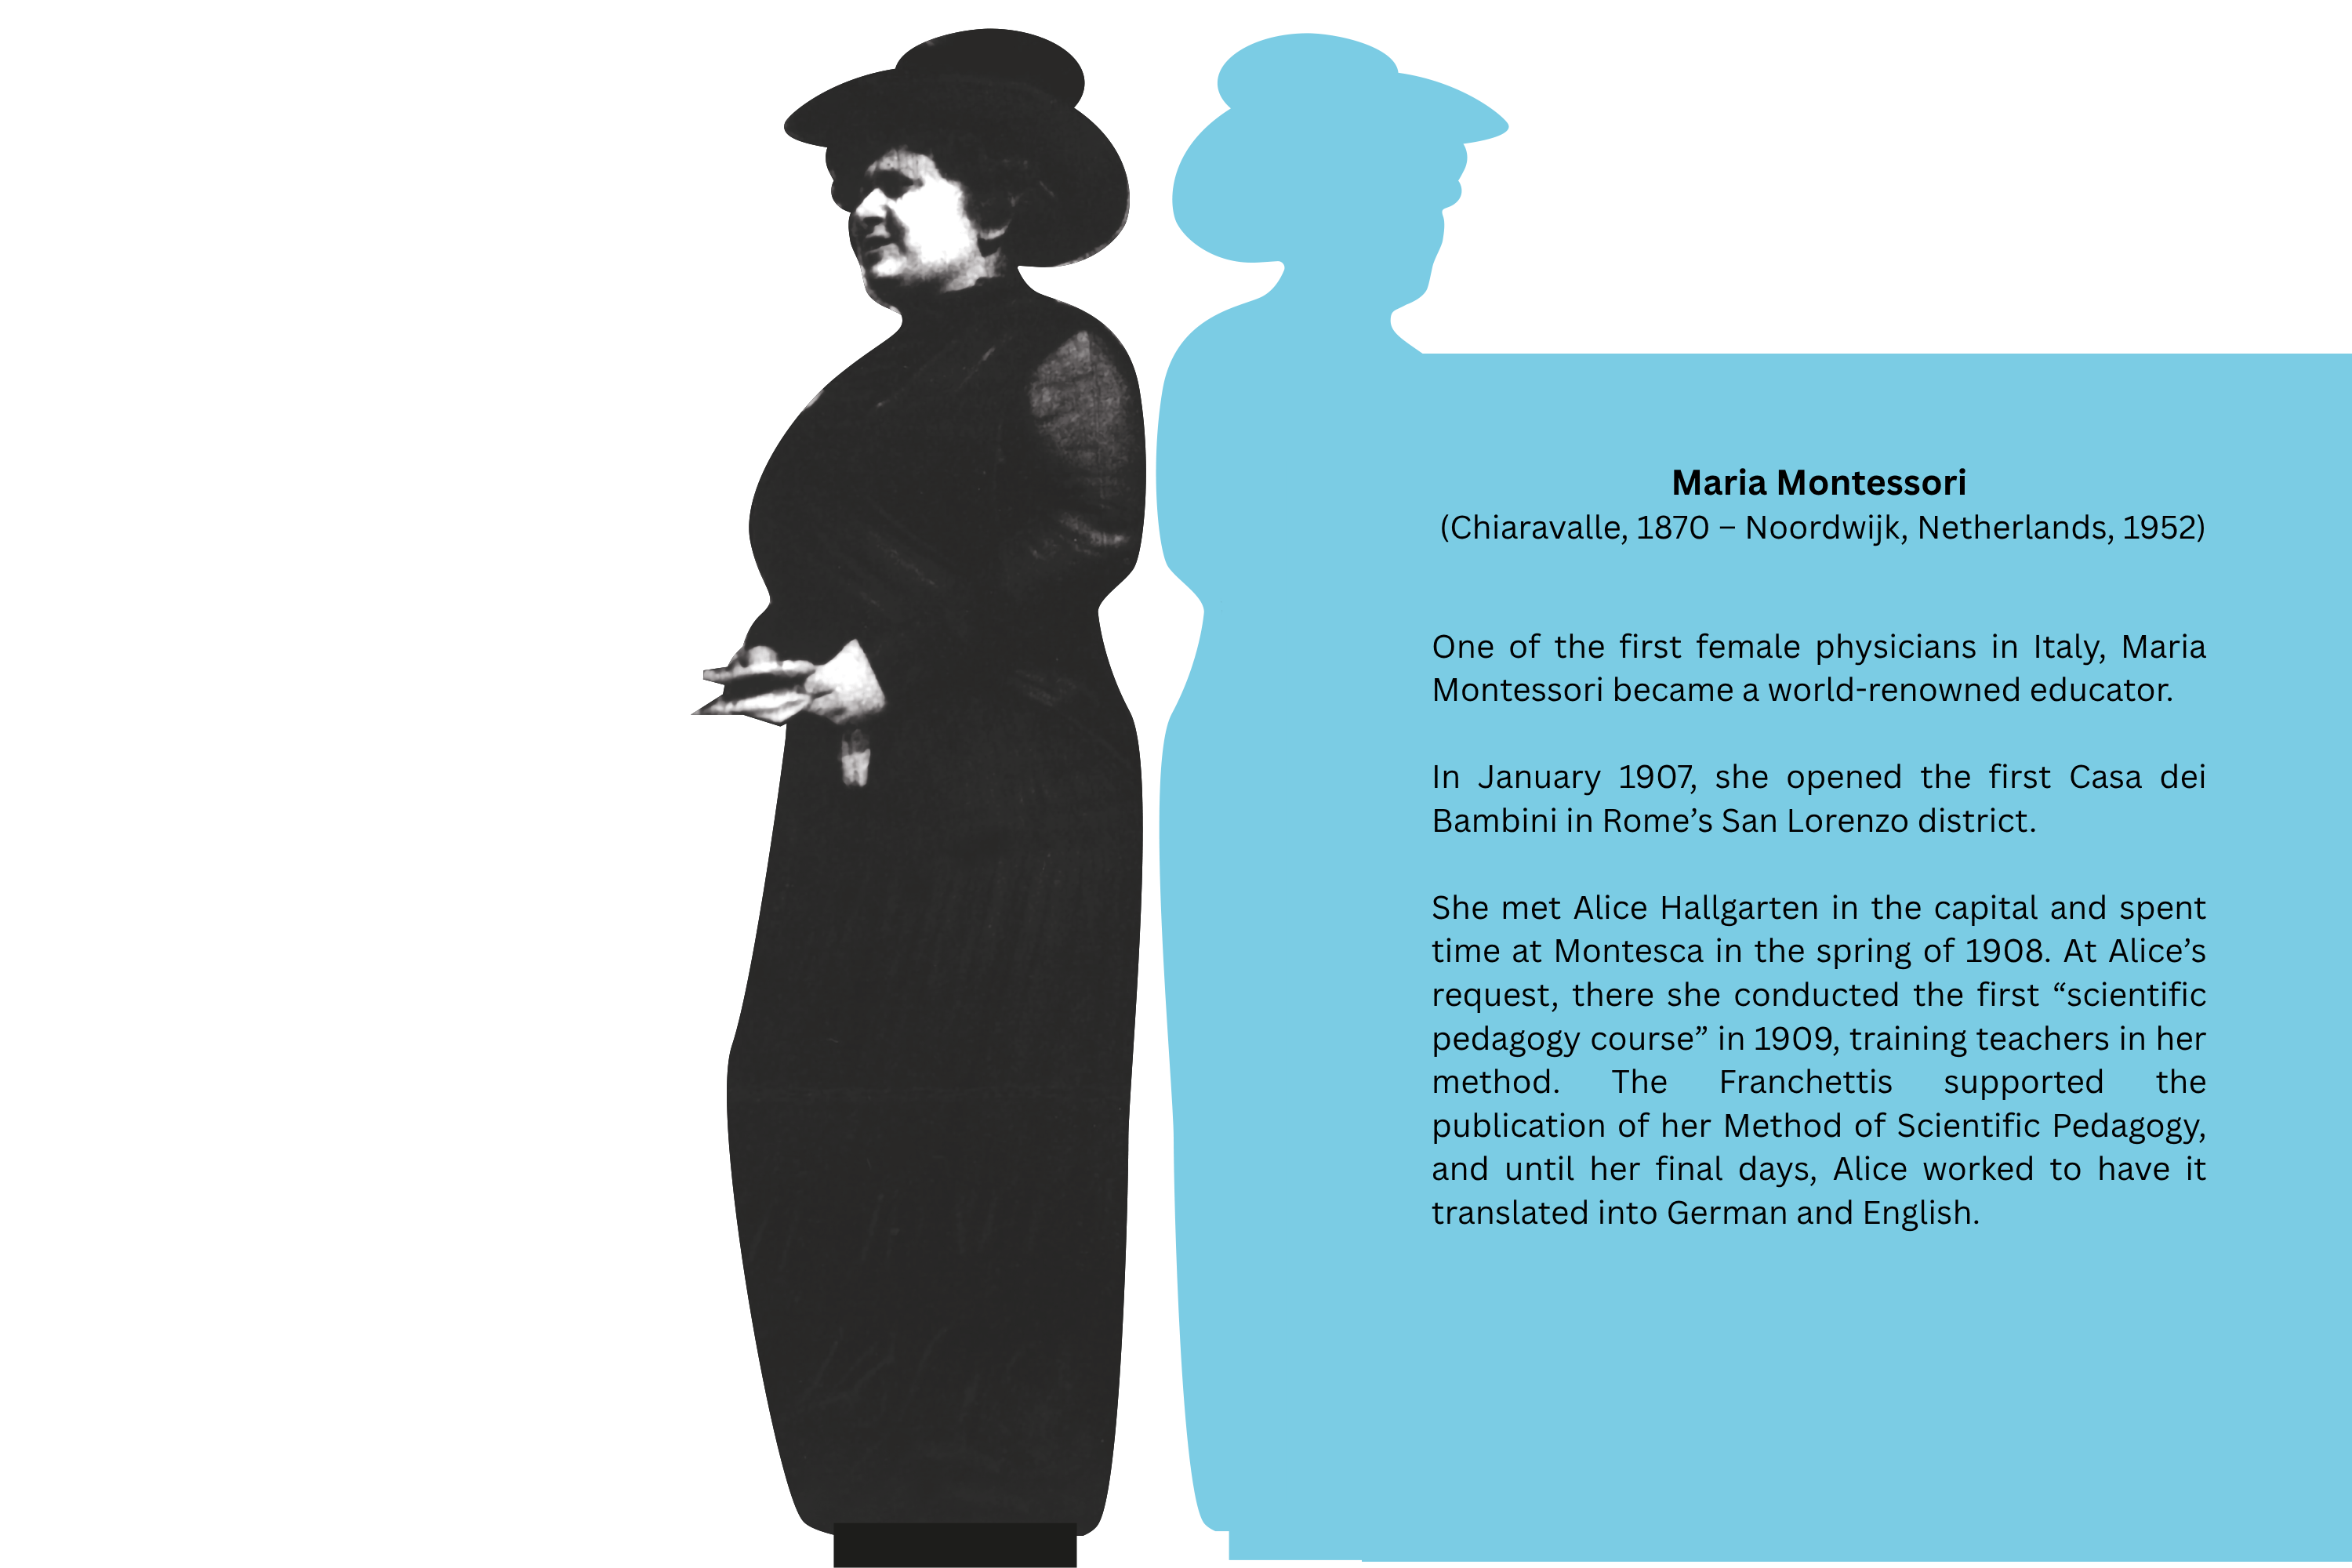 Maria Montessori
(Chiaravalle, 1870 – Noordwijk, Netherlands, 1952)
One of the first female physicians in Italy, Maria
Montessori became a world-renowned educator.
In January 1907, she opened the first Casa dei
Bambini in Rome’s San Lorenzo district.
She met Alice Hallgarten in the capital and spent
time at Montesca in the spring of 1908. At Alice’s
request, there she conducted the first “scientific
pedagogy course” in 1909, training teachers in her
method. The Franchettis supported the
publication of her Method of Scientific Pedagogy,
and until her final days, Alice worked to have it
translated into German and English.